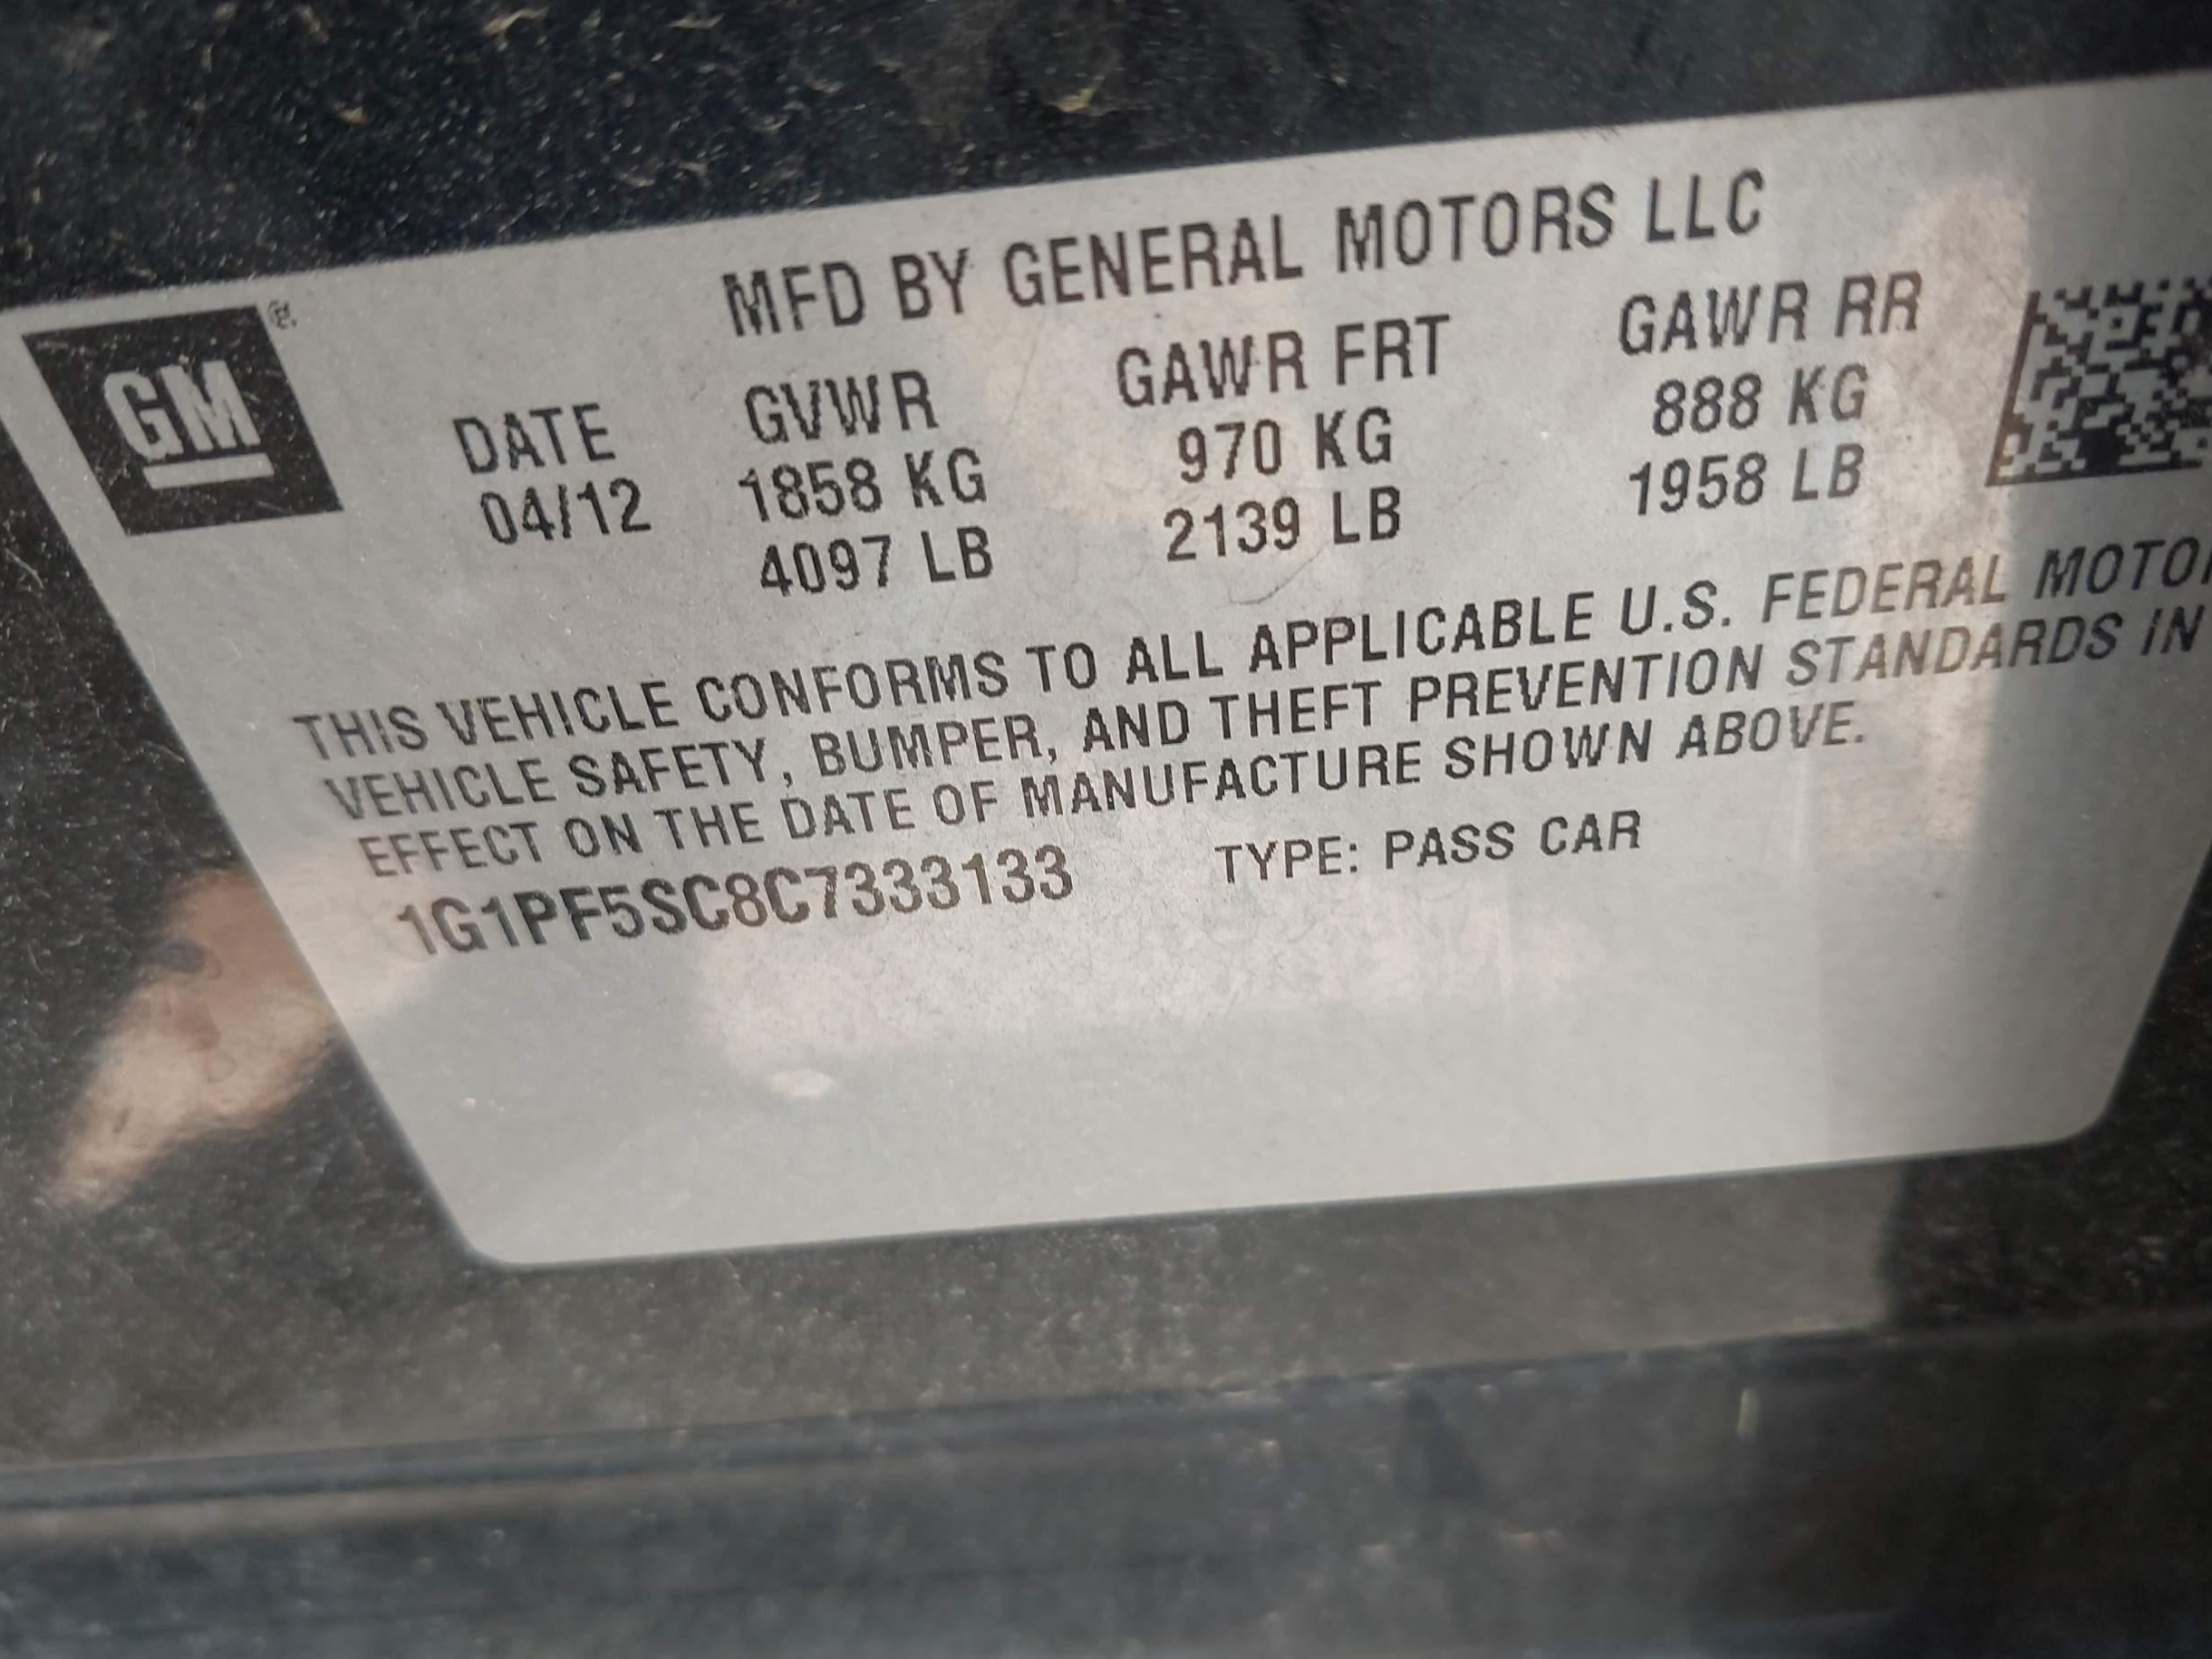 MFD BY GENERAL MOTORS LLC
GM ®
DATE GVWR GAWR FRT GAWR RR
04/12 1858 KG 970 KG 888 KG
4097 LB 2139 LB 1958 LB
THIS VEHICLE CONFORMS TO ALL APPLICABLE U.S. FEDERAL MOTOR
VEHICLE SAFETY, BUMPER, AND THEFT PREVENTION STANDARDS IN
EFFECT ON THE DATE OF MANUFACTURE SHOWN ABOVE.
1G1PF5SC8C7333133 TYPE: PASS CAR